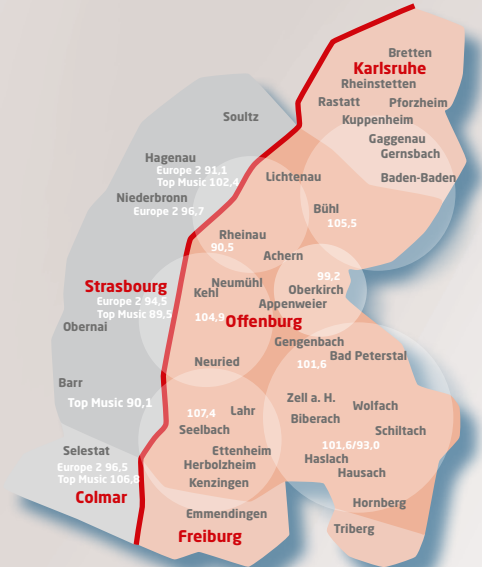 Bretten
Karlsruhe
Rheinstetten
Rastatt
Pforzheim
Kuppenheim
Soultz
Gaggenau
Gernsbach
Hagenau
Europe 2 91,1
Top Music 102,4
Lichtenau
Baden-Baden
Niederbronn
Europe 2 96,7
Bühl
105,5
Rheinau
90,5
Achern
99,2
Strasbourg
Europe 2 94,5
Top Music 89,5
Neumühl
Kehl
Oberkirch
Appenweier
104,9
Offenburg
Obernai
Gengenbach
Bad Peterstal
101,6
Neuried
Barr
Top Music 90,1
Zell a. H.
Wolfach
107,4
Lahr
Biberach
Seelbach
Schiltach
101,6/93,0
Selestat
Europe 2 96,5
Top Music 106,8
Ettenheim
Herbolzheim
Haslach
Hausach
Kenzingen
Colmar
Hornberg
Emmendingen
Triberg
Freiburg